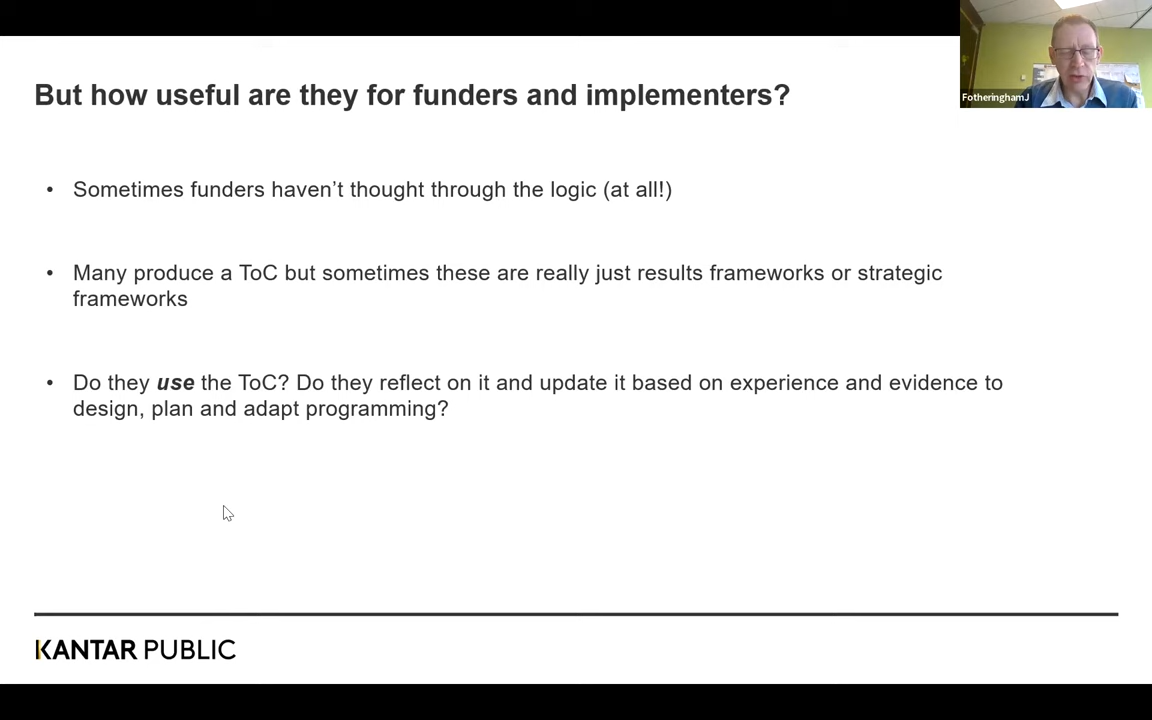 But how useful are they for funders and implementers?
FotheringhamJ
• Sometimes funders haven’t thought through the logic (at all!)
• Many produce a ToC but sometimes these are really just results frameworks or strategic
frameworks
• Do they use the ToC? Do they reflect on it and update it based on experience and evidence to
design, plan and adapt programming?
KANTAR PUBLIC